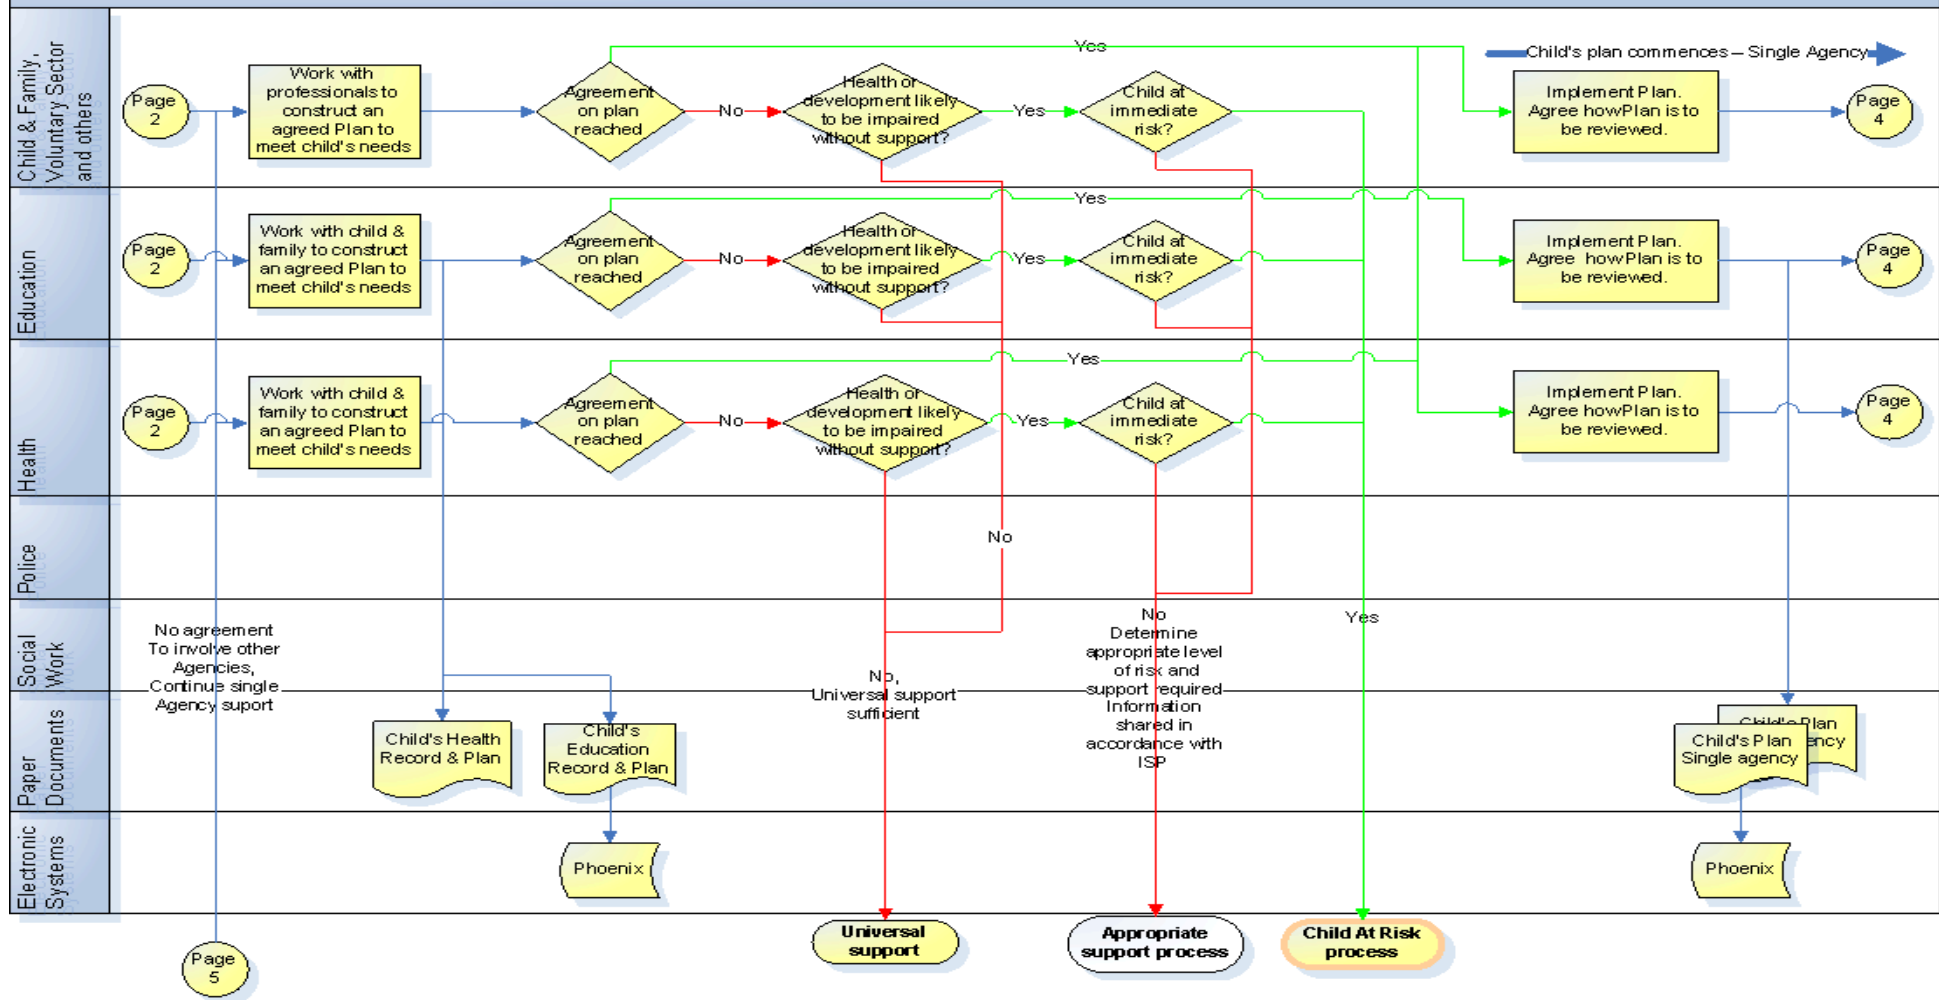 Child & Family,
Voluntary Sector
and others
Page
2
Work with
professionals to
construct an
agreed Plan to
meet child's needs
Agreement
on plan
reached
No
Health or
development likely
to be impaired
without support?
Yes
Child at
immediate
risk?
Yes
Child's plan commences – Single Agency
Implement Plan.
Agree howPlan is to
be reviewed.
Page
4
Education
Page
2
Work with child &
family to construct
an agreed Plan to
meet child's needs
Agreement
on plan
reached
No
Health or
development likely
to be impaired
without support?
Yes
Child at
immediate
risk?
Yes
Implement Plan.
Agree howPlan is to
be reviewed.
Page
4
Health
Page
2
Work with child &
family to construct
an agreed Plan to
meet child's needs
Agreement
on plan
reached
No
Health or
development likely
to be impaired
without support?
Yes
Child at
immediate
risk?
Yes
Implement Plan.
Agree howPlan is to
be reviewed.
Page
4
Police
No
Social
Work
No agreement
To involve other
Agencies,
Continue single
Agency suport
No,
Universal support
sufficient
No
Determine
appropriate level
of risk and
support required
Information
shared in
accordance with
ISP
Yes
Paper
Documents
Child's Health
Record & Plan
Child's
Education
Record & Plan
Child's Plan
ency
Child's Plan
Single agency
Electronic
Systems
Phoenix
Phoenix
Page
5
Universal
support
Appropriate
support process
Child At Risk
process